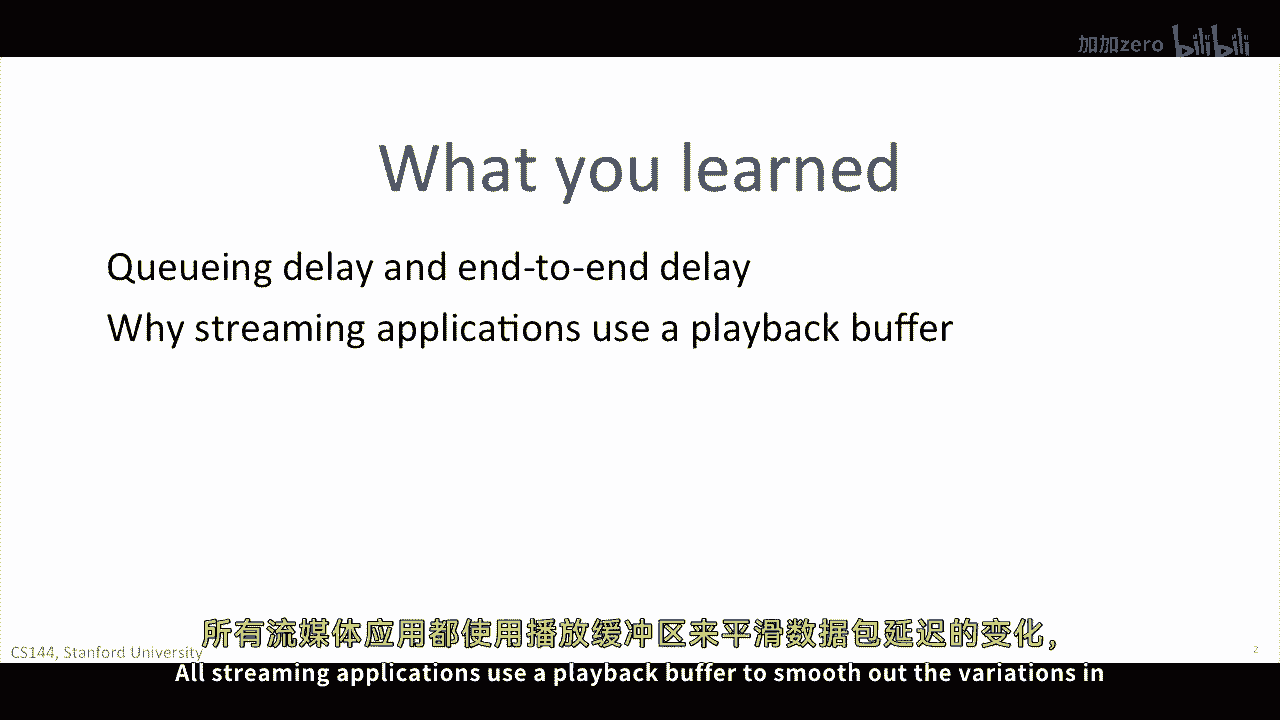 加加zero bilibili
What you learned
Queueing delay and end-to-end delay
Why streaming applications use a playback buffer
所有流媒体应用都使用播放缓冲区来平滑数据包延迟的变化，
CS144, Stanford University
2
All streaming applications use a playback buffer to smooth out the variations in